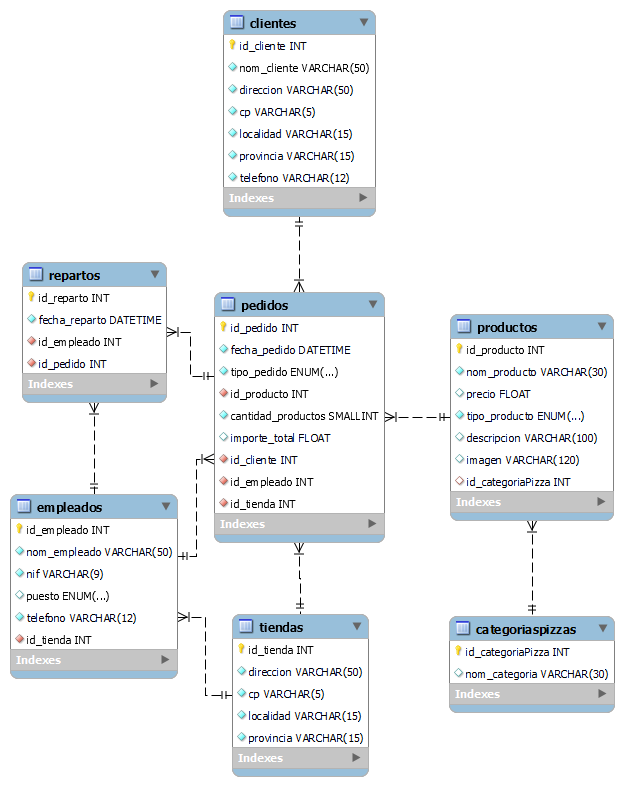 clientes
id_cliente INT
nom_cliente VARCHAR(50)
direccion VARCHAR(50)
cp VARCHAR(5)
localidad VARCHAR(15)
provincia VARCHAR(15)
telefono VARCHAR(12)
Indexes
repartos
id_reparto INT
fecha_reparto DATETIME
id_empleado INT
id_pedido INT
Indexes
pedidos
id_pedido INT
fecha_pedido DATETIME
tipo_pedido ENUM(...)
id_producto INT
cantidad_productos SMALLINT
importe_total FLOAT
id_cliente INT
id_empleado INT
id_tienda INT
Indexes
productos
id_producto INT
nom_producto VARCHAR(30)
precio FLOAT
tipo_producto ENUM(...)
descripcion VARCHAR(100)
imagen VARCHAR(120)
id_categoriaPizza INT
Indexes
empleados
id_empleado INT
nom_empleado VARCHAR(50)
nif VARCHAR(9)
puesto ENUM(...)
telefono VARCHAR(12)
id_tienda INT
Indexes
tiendas
id_tienda INT
direccion VARCHAR(50)
cp VARCHAR(5)
localidad VARCHAR(15)
provincia VARCHAR(15)
Indexes
categoriaspizzas
id_categoriaPizza INT
nom_categoria VARCHAR(30)
Indexes